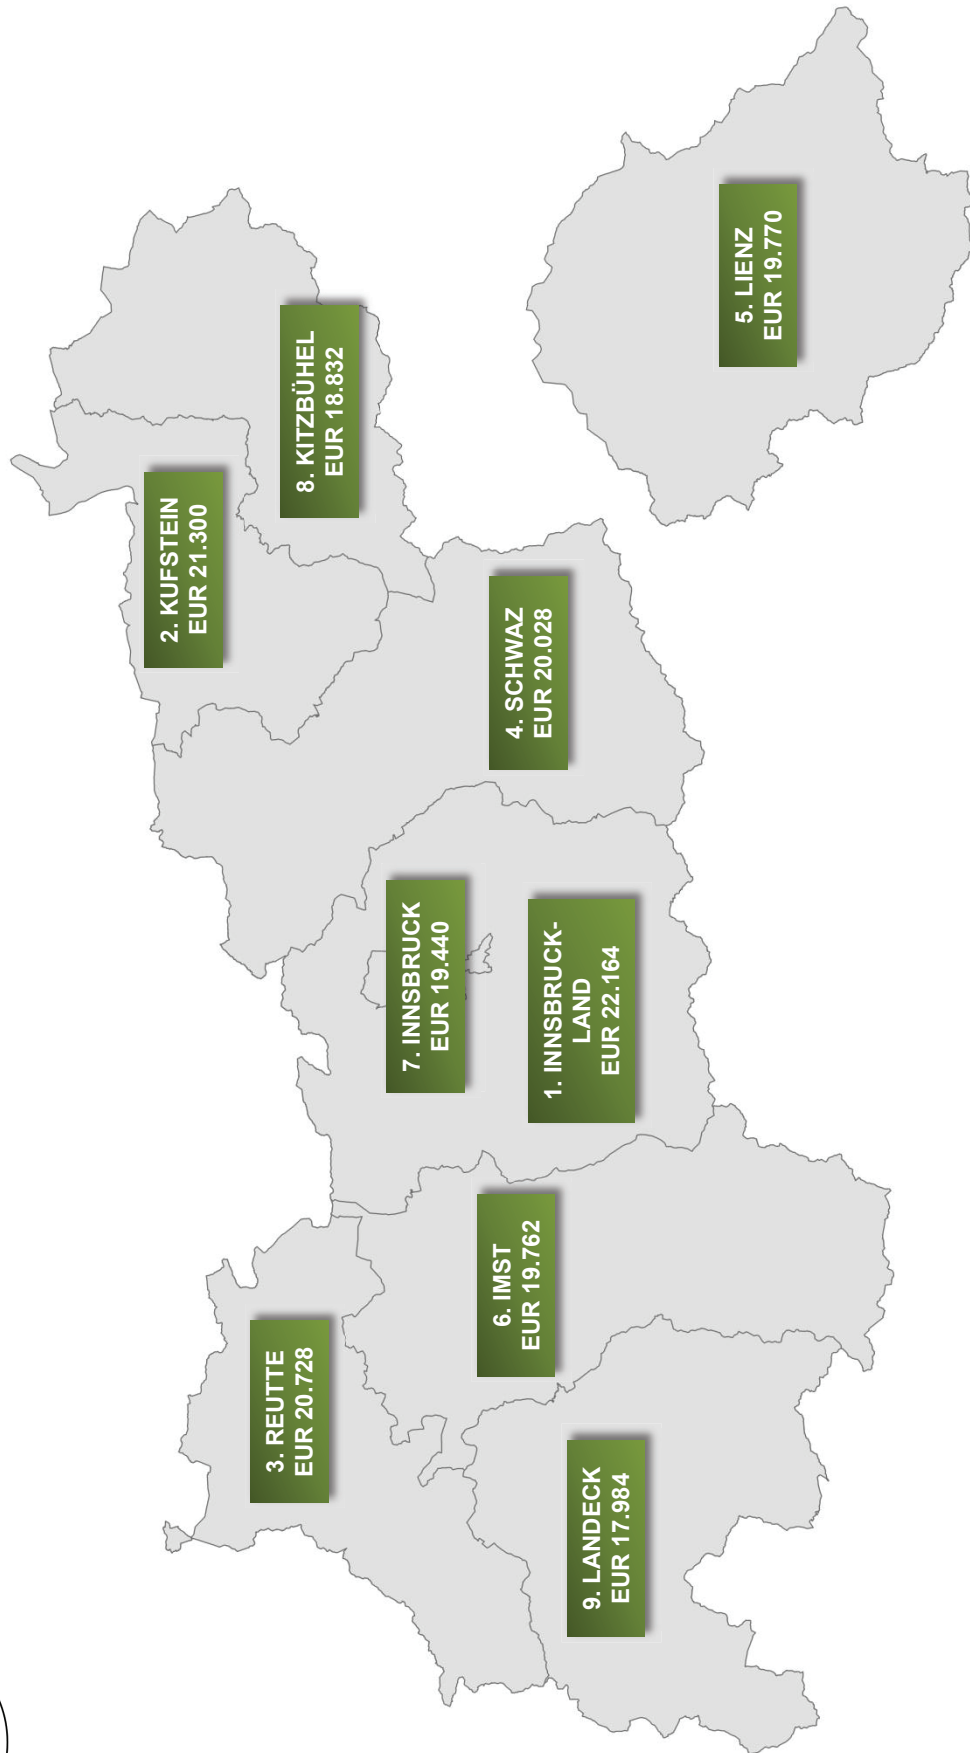 3. REUTTE
EUR 20.728
9. LANDECK
EUR 17.984
6. IMST
EUR 19.762
7. INNSBRUCK
EUR 19.440
1. INNSBRUCK-
LAND
EUR 22.164
4. SCHWAZ
EUR 20.028
2. KUFSTEIN
EUR 21.300
8. KITZBÜHEL
EUR 18.832
5. LIENZ
EUR 19.770